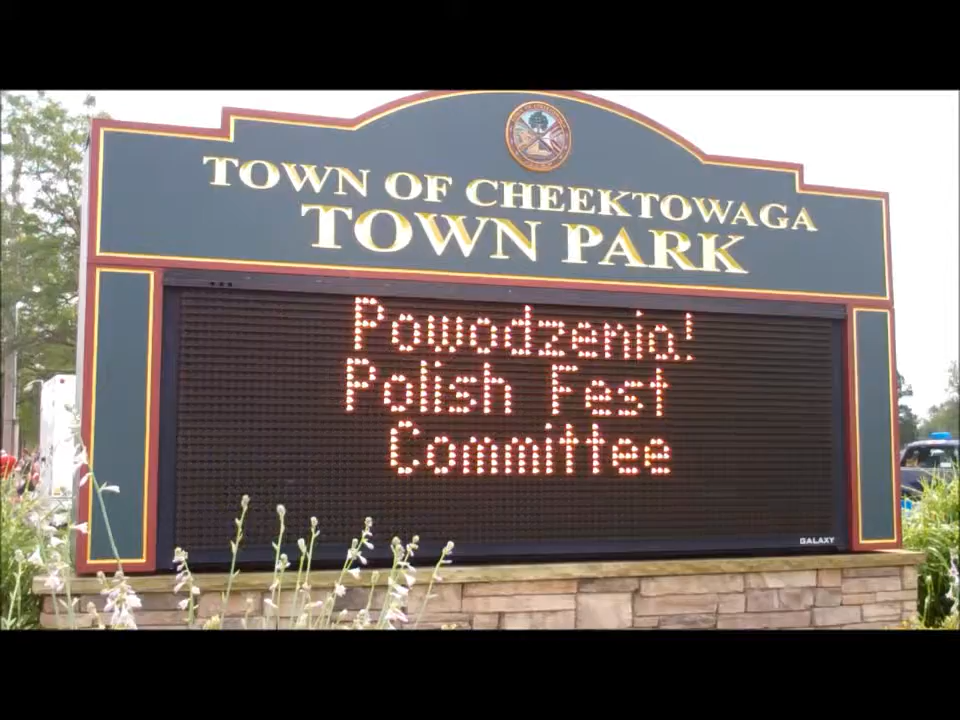 TOWN OF CHEEKTOWAGA
TOWN PARK
Powodzenia!
Polish Fest
Committee
GALAXY